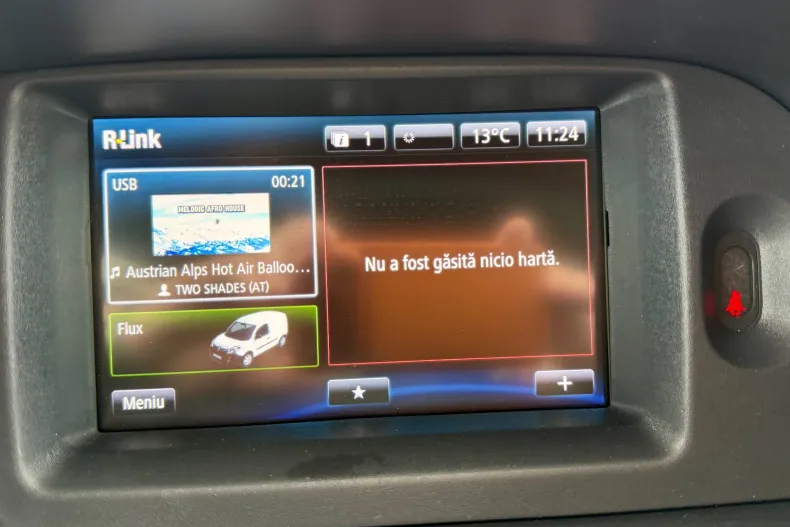 R-Link
1
13°C
11:24
USB
00:21
MELODIC AFRO HOUSE
Austrian Alps Hot Air Balloo...
TWO SHADES (AT)
Nu a fost găsită nicio hartă.
Flux
Meniu
+